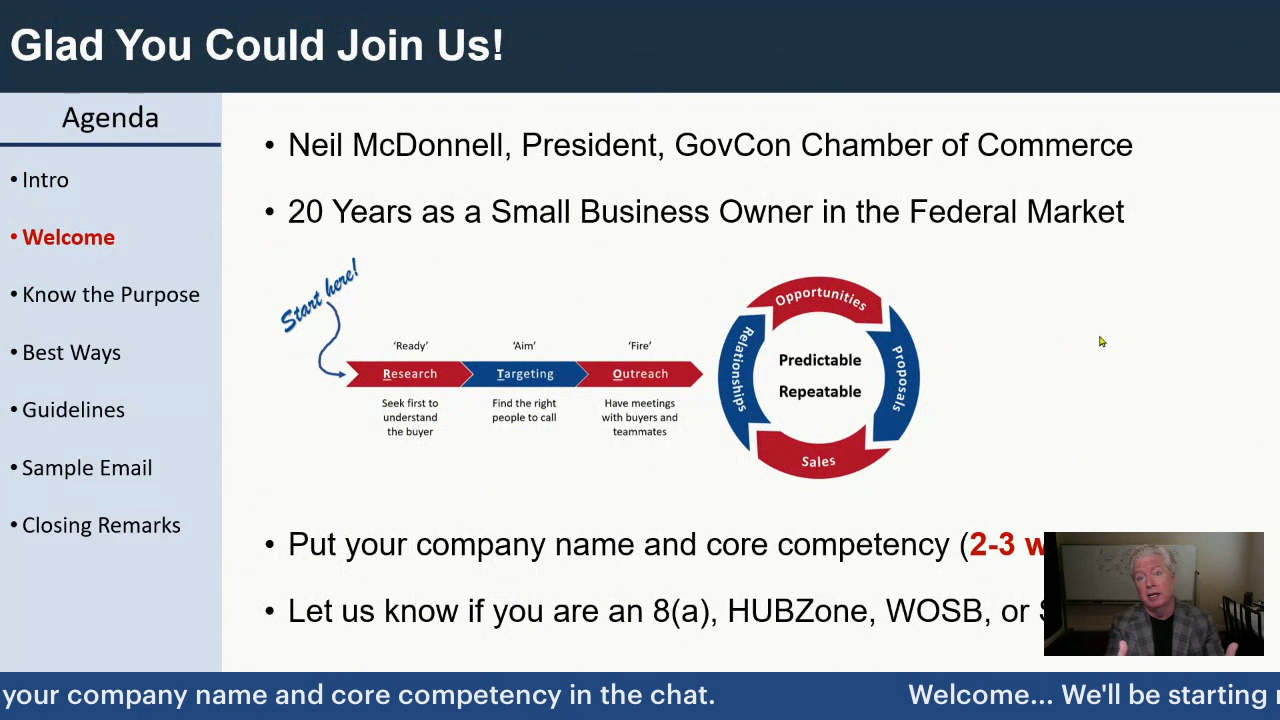 Glad You Could Join Us!
Agenda
• Intro
• Welcome
• Know the Purpose
• Best Ways
• Guidelines
• Sample Email
• Closing Remarks
• Neil McDonnell, President, GovCon Chamber of Commerce
• 20 Years as a Small Business Owner in the Federal Market
Start here!
'Ready'
Research
Seek first to
understand
the buyer
'Aim'
Targeting
Find the right
people to call
'Fire'
Outreach
Have meetings
with buyers and
teammates
Opportunities
Proposals
Sales
Relationships
Predictable
Repeatable
• Put your company name and core competency (2-3
• Let us know if you are an 8(a), HUBZone, WOSB, or
your company name and core competency in the chat.
Welcome... We'll be starting